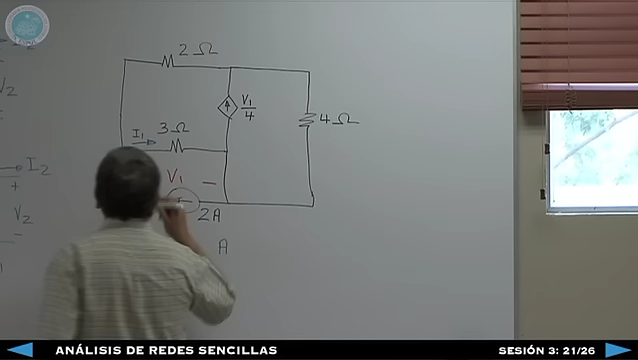 2 Ω
V₁/4
4 Ω
I₁
3 Ω
V₁
2A
A
I₂
V₂
V₂
ANÁLISIS DE REDES SENCILLAS
SESIÓN 3: 21/26